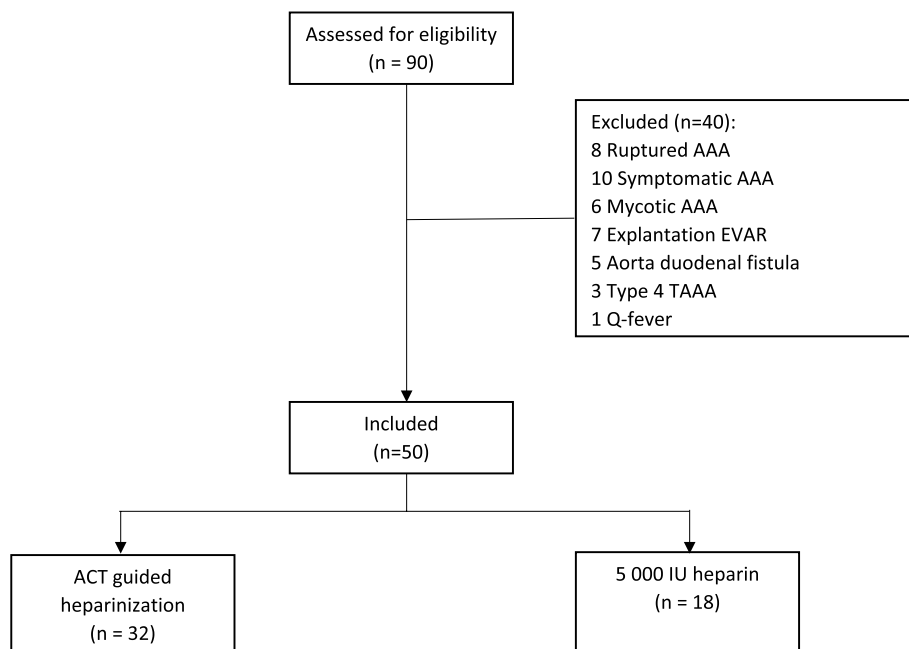 Assessed for eligibility
(n = 90)
Excluded (n=40):
8 Ruptured AAA
10 Symptomatic AAA
6 Mycotic AAA
7 Explantation EVAR
5 Aorta duodenal fistula
3 Type 4 TAAA
1 Q-fever
Included
(n=50)
ACT guided
heparinization
(n = 32)
5 000 IU heparin
(n = 18)